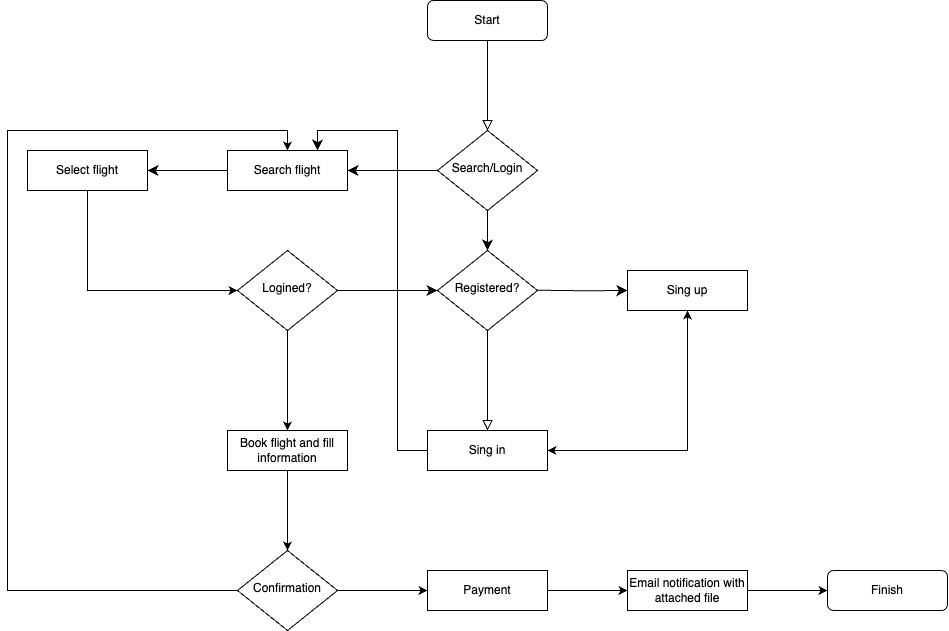 Start
Search/Login
Search flight
Select flight
Logined?
Registered?
Sing up
Book flight and fill
information
Sing in
Confirmation
Payment
Email notification with
attached file
Finish